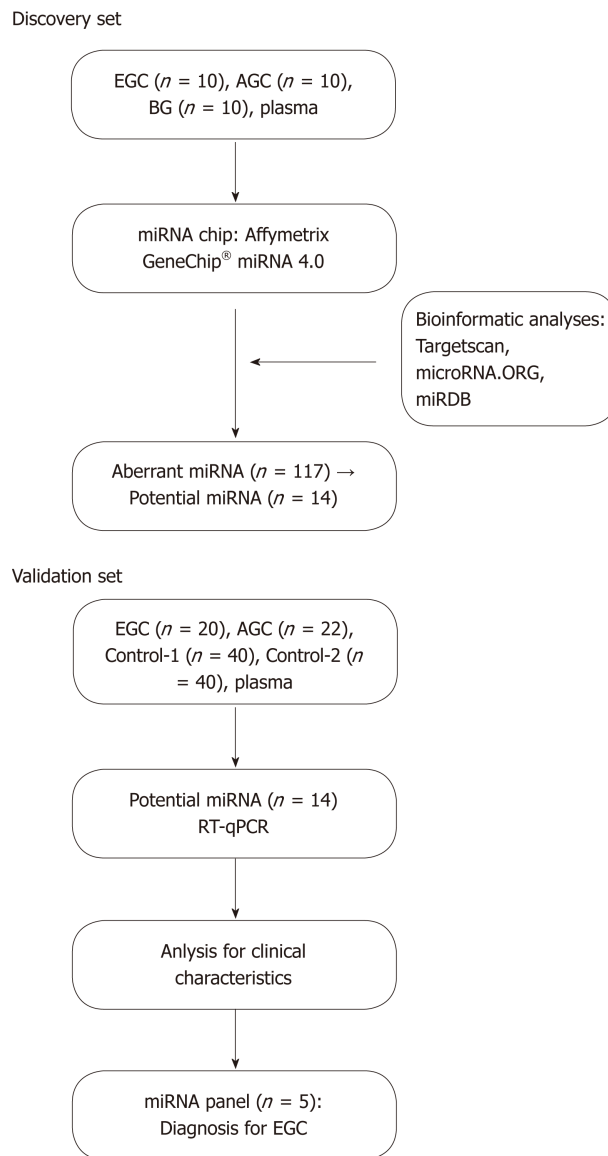 Discovery set
EGC (n = 10), AGC (n = 10),
BG (n = 10), plasma
miRNA chip: Affymetrix
GeneChip® miRNA 4.0
Bioinformatic analyses:
Targetscan,
microRNA.ORG,
miRDB
Aberrant miRNA (n = 117) →
Potential miRNA (n = 14)
Validation set
EGC (n = 20), AGC (n = 22),
Control-1 (n = 40), Control-2 (n
= 40), plasma
Potential miRNA (n = 14)
RT-qPCR
Anlysis for clinical
characteristics
miRNA panel (n = 5):
Diagnosis for EGC